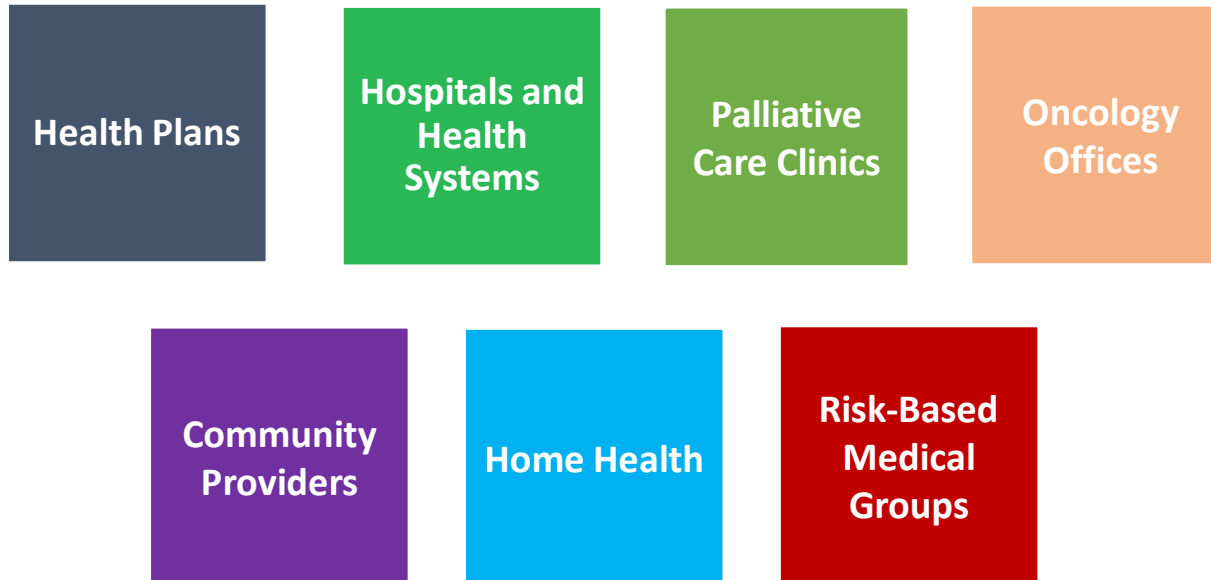 Health Plans
Hospitals and
Health
Systems
Palliative
Care Clinics
Oncology
Offices
Community
Providers
Home Health
Risk-Based
Medical
Groups